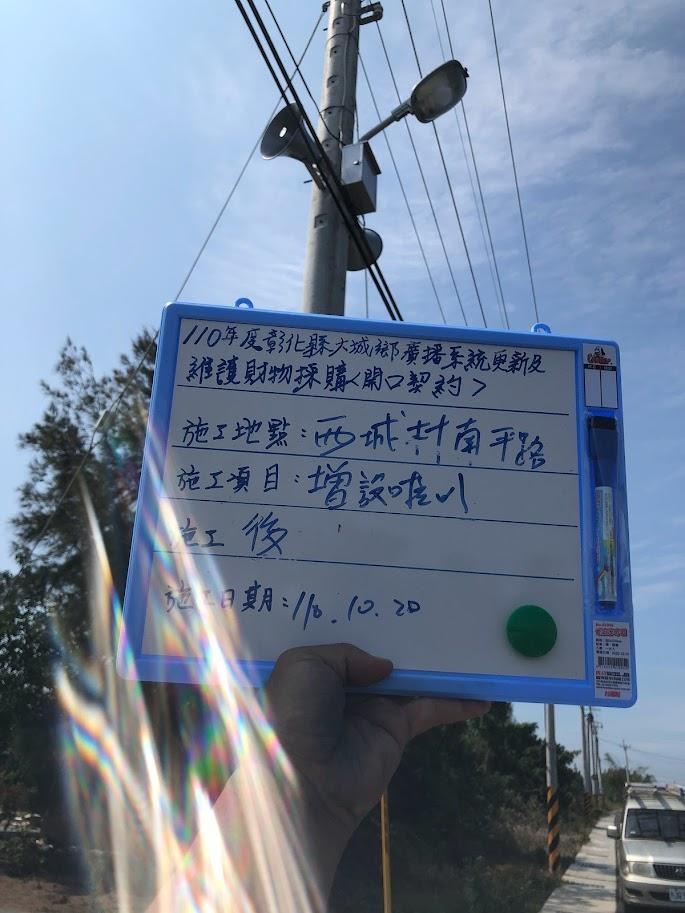 110年度彰化縣大城鄉廣播系統更新及
維護財物採購<開口契約>
施工地點：西城村南平路
施工項目：增設喇叭
施工 後
施工日期：110.10.20